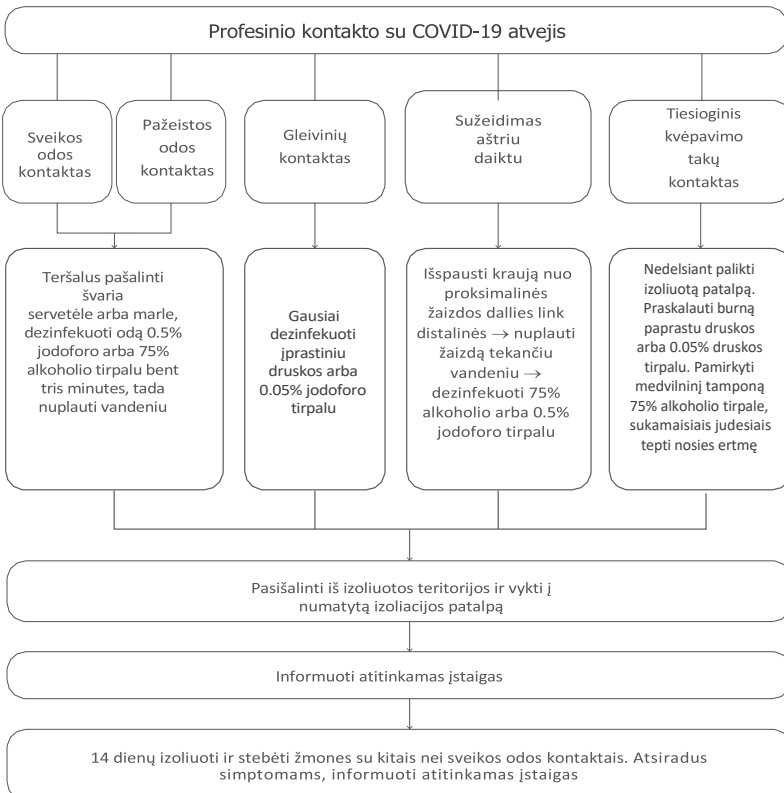 Profesinio kontakto su COVID-19 atvejis
Sveikos
odos
kontaktas
Pažeistos
odos
kontaktas
Gleivinių
kontaktas
Sužeidimas
aštriu
daiktu
Tiesioginis
kvėpavimo
takų
kontaktas
Teršalus pašalinti
švaria
servetėle arba marle,
dezinfekuoti odą 0.5%
jodoforo arba 75%
alkoholio tirpalu bent
tris minutes, tada
nuplauti vandeniu
Gausiai
dezinfekuoti
įprastiniu
druskos arba
0.05% jodoforo
tirpalu
Išspausti kraują nuo
proksimalinės
žaizdos dallies link
distalinės → nuplauti
žaizdą tekančiu
vandeniu →
dezinfekuoti 75%
alkoholio arba 0.5%
jodoforo tirpalu
Nedelsiant palikti
izoliuotą patalpą.
Praskalauti burną
paprastu druskos
arba 0.05% druskos
tirpalu. Pamirkyti
medvilninį tamponą
75% alkoholio tirpale,
sukamaisiais judesiais
tepti nosies ertmę
Pasišalinti iš izoliuotos teritorijos ir vykti į
numatytą izoliacijos patalpą
Informuoti atitinkamas įstaigas
14 dienų izoliuoti ir stebėti žmones su kitais nei sveikos odos kontaktais. Atsiradus
simptomams, informuoti atitinkamas įstaigas